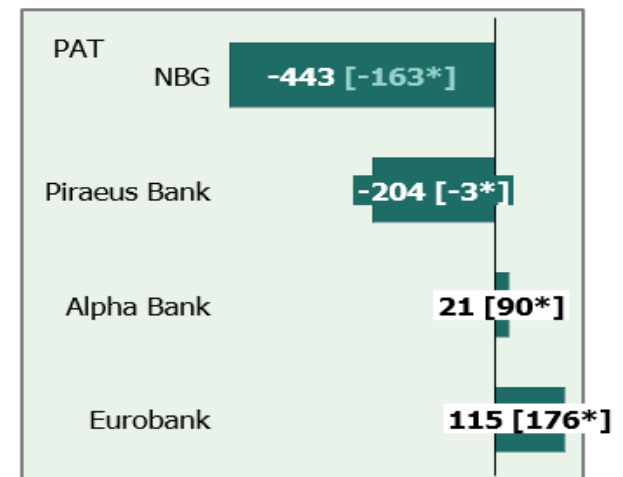 PAT
NBG -443 [-163*]
Piraeus Bank -204 [-3*]
Alpha Bank 21 [90*]
Eurobank 115 [176*]